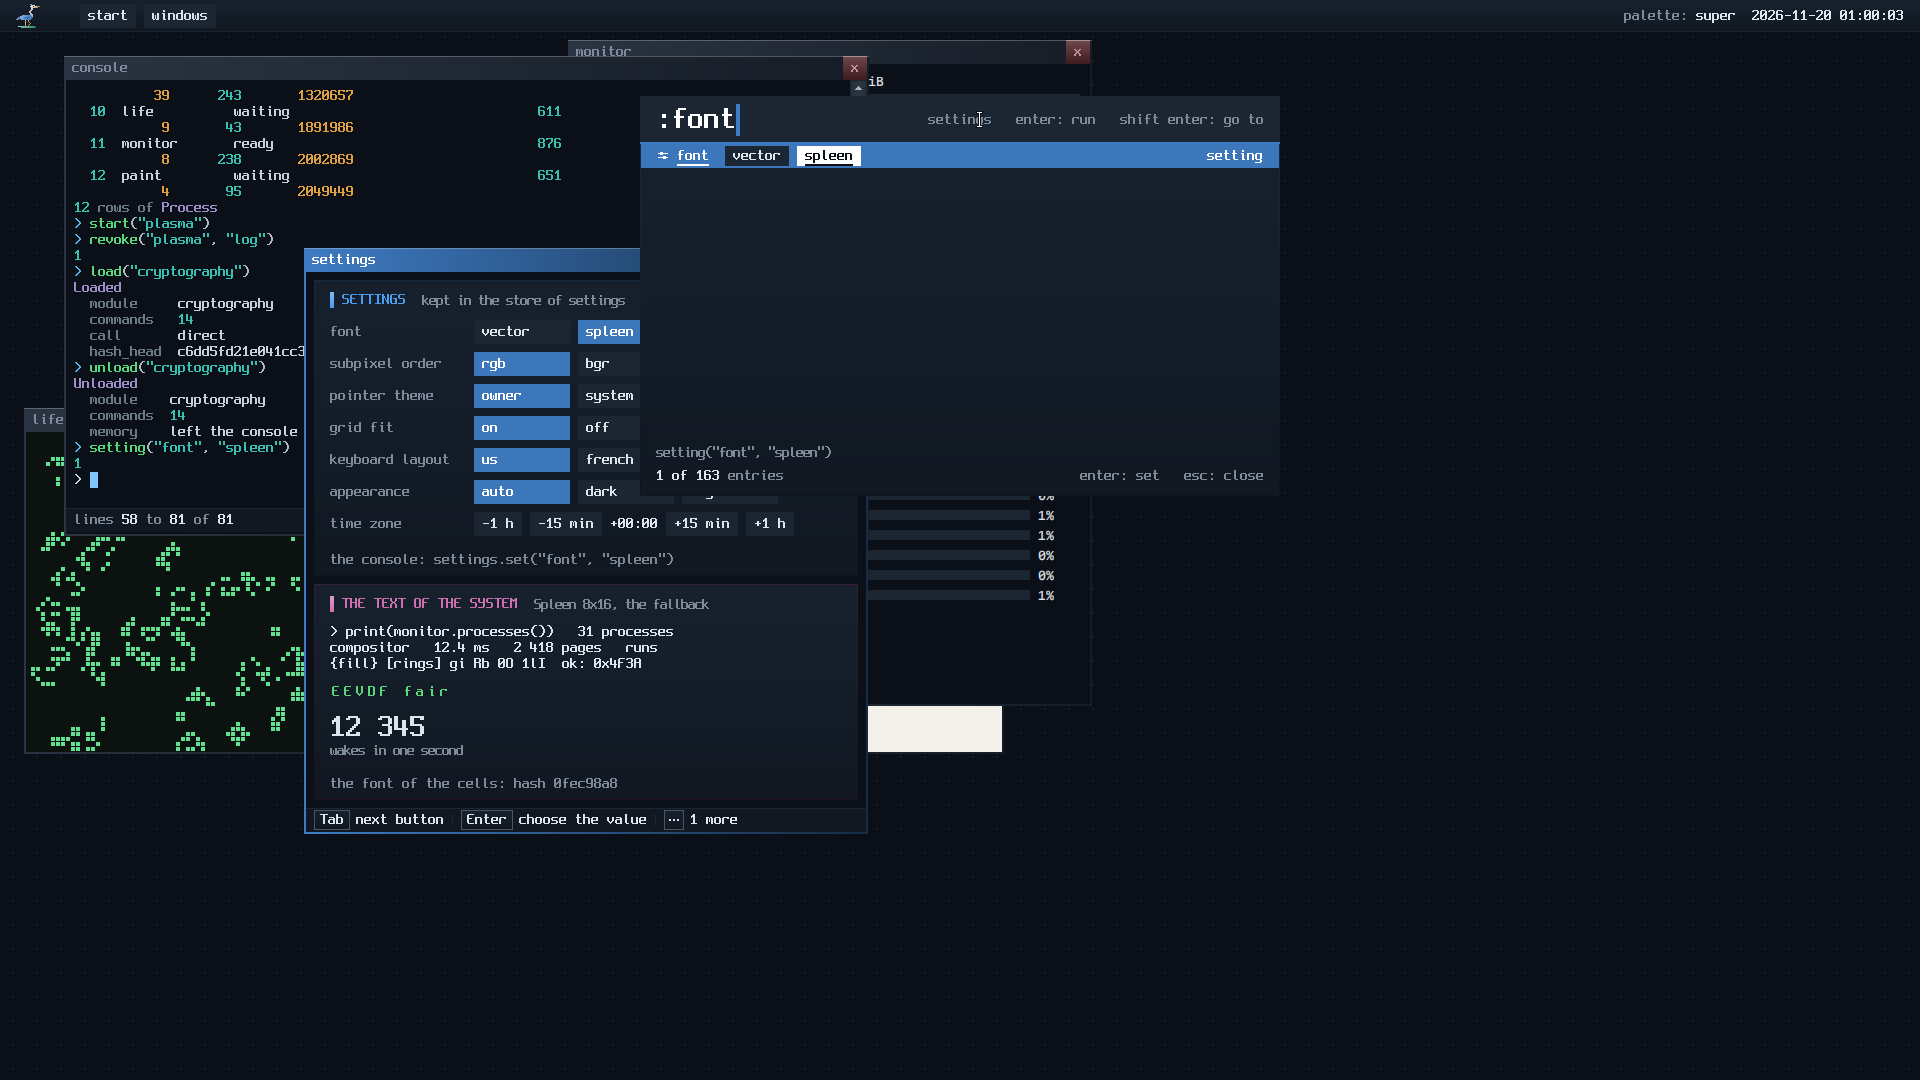 start windows palette: super 2026-11-20 01:00:03
monitor
console
iB
39 243 1320657
10 life waiting 611
9 43 1891986
11 monitor ready 876
8 238 2002869
12 paint waiting 651
4 95 2049449
12 rows of Process
> start("plasma")
> revoke("plasma", "log")
1
> load("cryptography")
Loaded
module cryptography
commands 14
call direct
hash_head c6dd5fd21e041cc3
> unload("cryptography")
Unloaded
module cryptography
commands 14
memory left the console
> setting("font", "spleen")
1
>
lines 58 to 81 of 81
life
:font settings enter: run shift enter: go to
font vector spleen setting
setting("font", "spleen")
1 of 163 entries enter: set esc: close
settings
SETTINGS kept in the store of settings
font vector spleen
subpixel order rgb bgr
pointer theme owner system
grid fit on off
keyboard layout us french
appearance auto dark
time zone -1 h -15 min +00:00 +15 min +1 h
the console: settings.set("font", "spleen")
THE TEXT OF THE SYSTEM Spleen 8x16, the fallback
> print(monitor.processes()) 31 processes
compositor 12.4 ms 2 418 pages runs
{fill} [rings] gi Rb 0O 1lI ok: 0x4F3A
EEVDF fair
12 345
wakes in one second
the font of the cells: hash 0fec98a8
Tab next button Enter choose the value ... 1 more
0%
1%
1%
0%
0%
1%